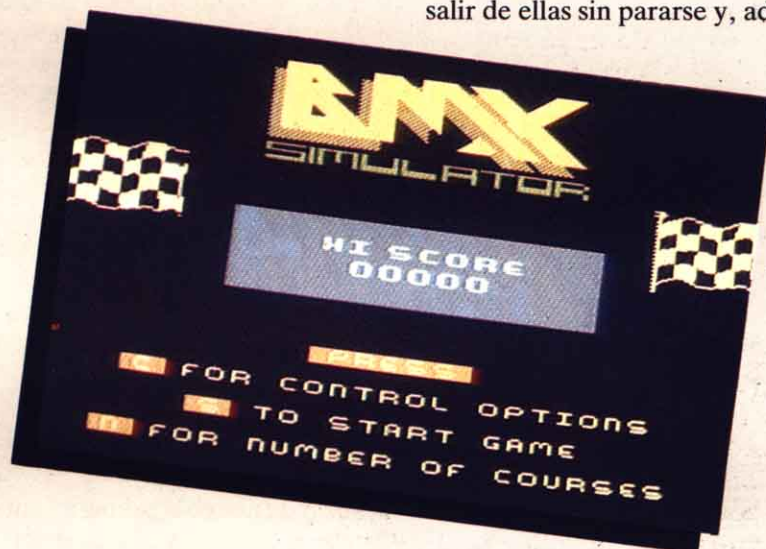 salir de ellas sin pararse y,
BMX
SIMULATOR
HI SCORE
00000
PRESS
C FOR CONTROL OPTIONS
S TO START GAME
N FOR NUMBER OF COURSES